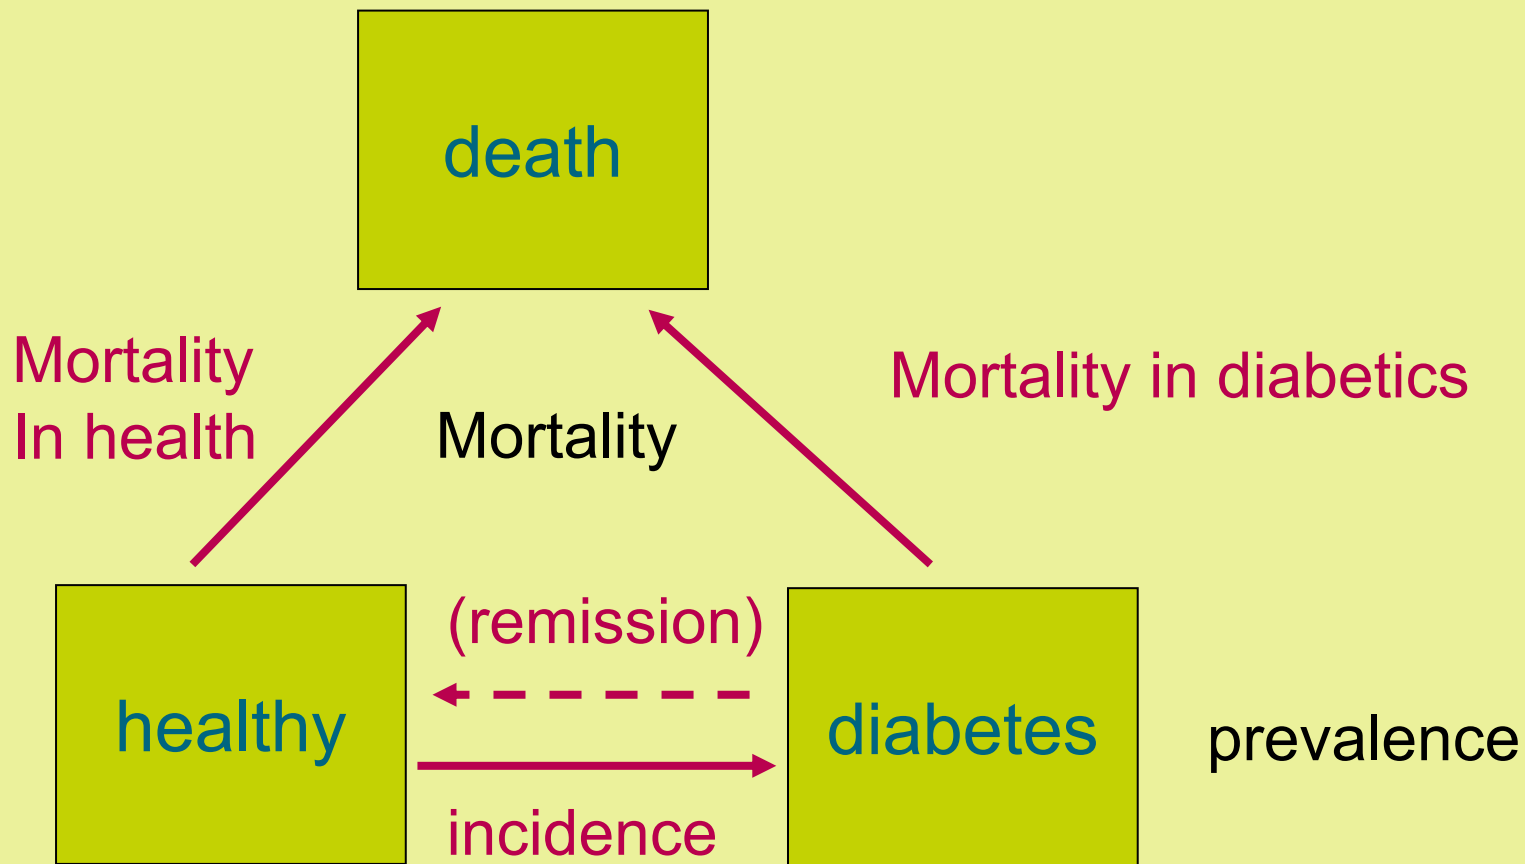 death
Mortality
In health
Mortality
Mortality in diabetics
(remission)
healthy
diabetes
prevalence
incidence